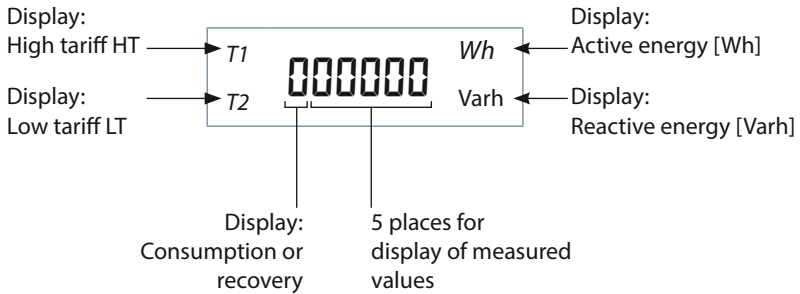 Display:
High tariff HT
Display:
Low tariff LT
T1
T2
000000
Wh
Varh
Display:
Active energy [Wh]
Display:
Reactive energy [Varh]
Display:
Consumption or
recovery
5 places for
display of measured
values